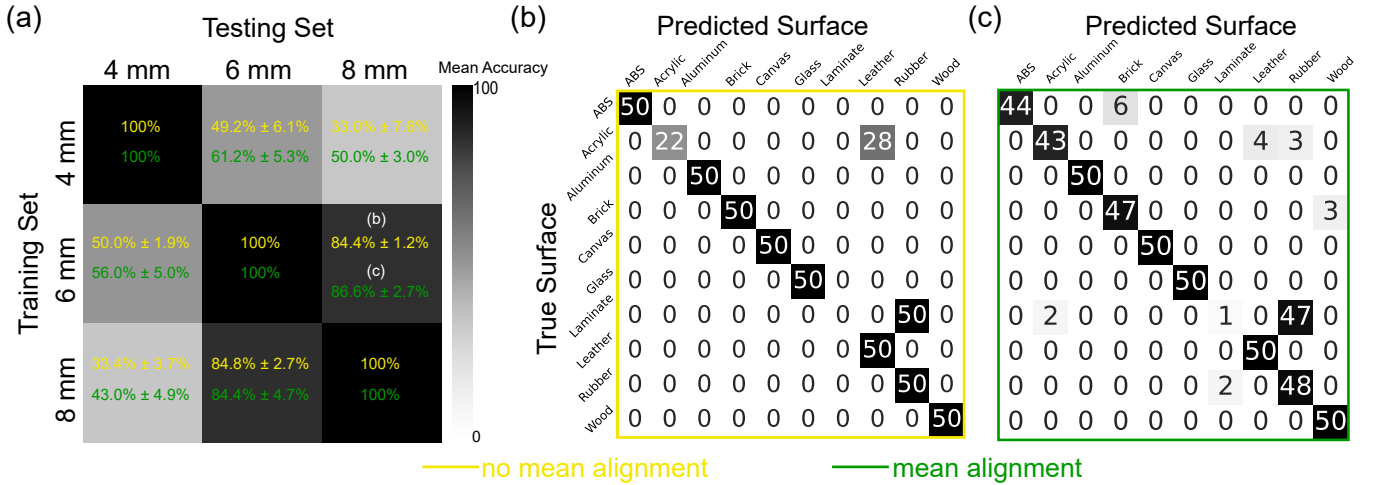 (a)
Testing Set
4 mm 6 mm 8 mm
Training Set
4 mm
6 mm
8 mm
100% 49.2% ± 6.1% 33.0% ± 7.6%
100% 61.2% ± 5.3% 50.0% ± 3.0%
(b)
50.0% ± 1.9% 100% 84.4% ± 1.2%
(c)
56.0% ± 5.0% 100% 86.6% ± 2.7%
33.4% ± 3.7% 84.8% ± 2.7% 100%
43.0% ± 4.9% 84.4% ± 4.7% 100%
Mean Accuracy
100
0
(b)
Predicted Surface
ABS Acrylic Aluminum Brick Canvas Glass Laminate Leather Rubber Wood
True Surface
ABS 50 0 0 0 0 0 0 0 0 0
Acrylic 0 22 0 0 0 0 0 28 0 0
Aluminum 0 0 50 0 0 0 0 0 0 0
Brick 0 0 0 50 0 0 0 0 0 0
Canvas 0 0 0 0 50 0 0 0 0 0
Glass 0 0 0 0 0 50 0 0 0 0
Laminate 0 0 0 0 0 0 0 0 50 0
Leather 0 0 0 0 0 0 0 50 0 0
Rubber 0 0 0 0 0 0 0 0 50 0
Wood 0 0 0 0 0 0 0 0 0 50
(c)
Predicted Surface
ABS Acrylic Aluminum Brick Canvas Glass Laminate Leather Rubber Wood
44 0 0 6 0 0 0 0 0 0
0 43 0 0 0 0 0 4 3 0
0 0 50 0 0 0 0 0 0 0
0 0 0 47 0 0 0 0 0 3
0 0 0 0 50 0 0 0 0 0
0 0 0 0 0 50 0 0 0 0
0 2 0 0 0 0 1 0 47 0
0 0 0 0 0 0 0 50 0 0
0 0 0 0 0 0 2 0 48 0
0 0 0 0 0 0 0 0 0 50
no mean alignment
mean alignment